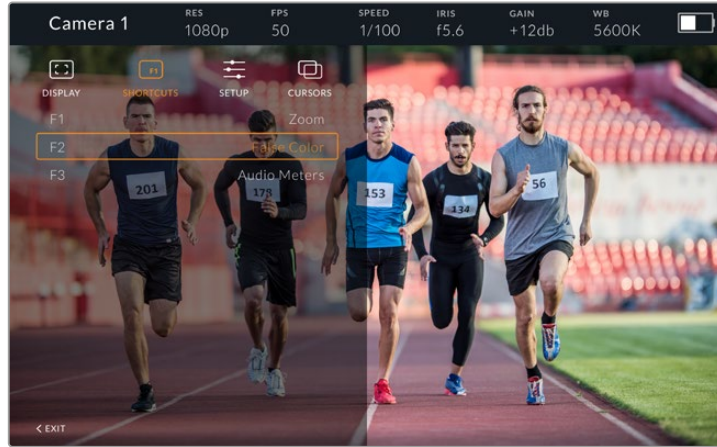 Camera 1 RES FPS SPEED IRIS GAIN WB
1080p 50 1/100 f5.6 +12db 5600K
F1
DISPLAY SHORTCUTS SETUP CURSORS
F1 Zoom
F2 False Color
F3 Audio Meters
201 178 153 134 56
< EXIT